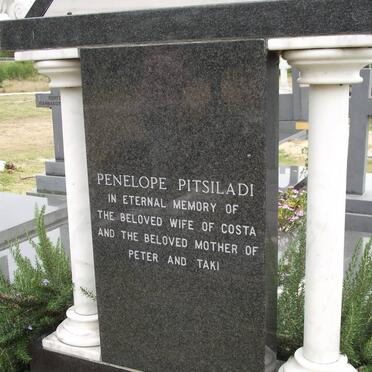 PENELOPE PITSILADI
IN ETERNAL MEMORY OF
THE BELOVED WIFE OF COSTA
AND THE BELOVED MOTHER OF
PETER AND TAKI